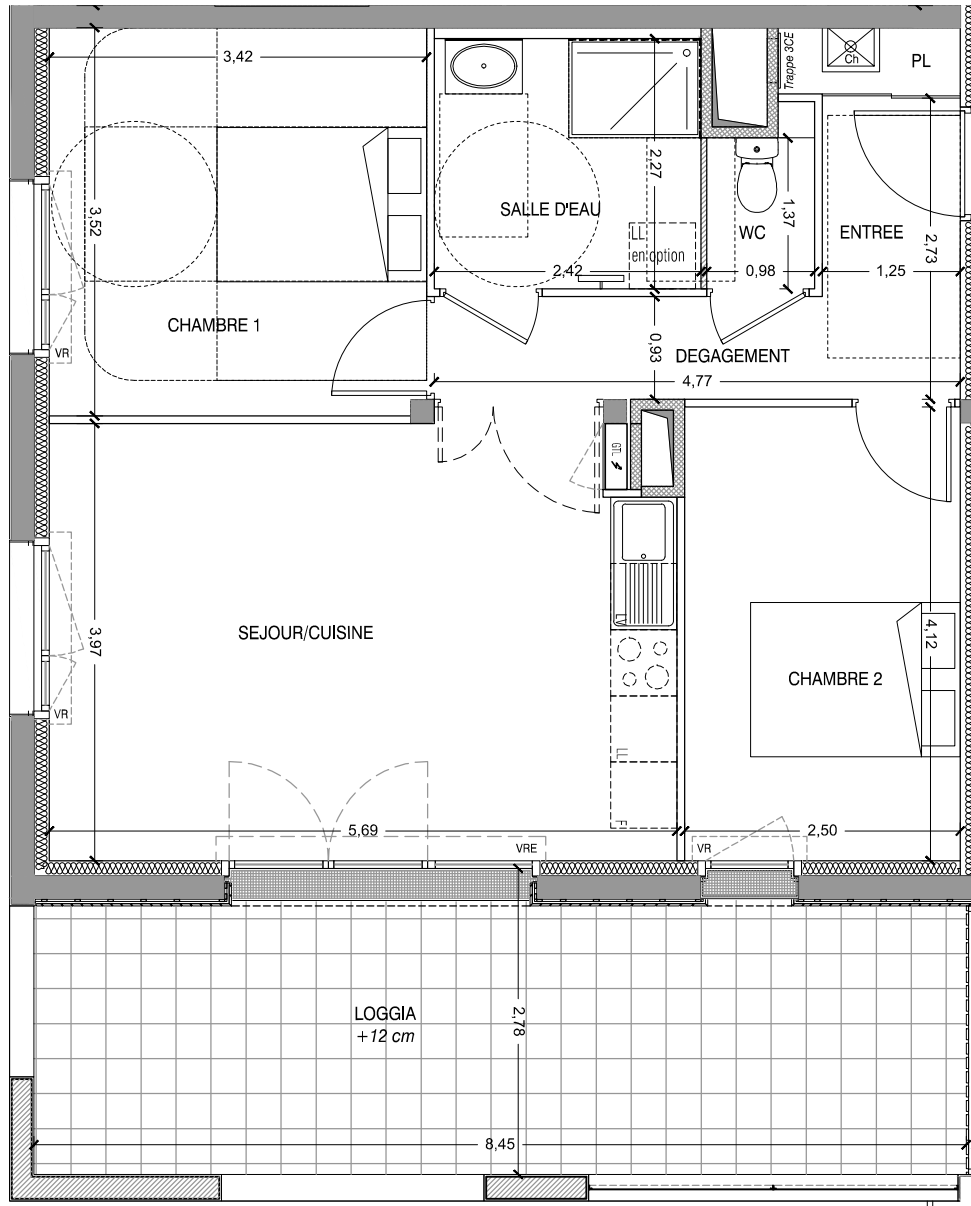 3,42
Trappe 3CE
Ch
PL
3,52
2,27
1,37
SALLE D'EAU
WC
ENTREE
2,73
LL
en option
2,42
0,98
1,25
CHAMBRE 1
VR
0,93
DEGAGEMENT
4,77
GTL
SEJOUR/CUISINE
3,97
LV
4,12
CHAMBRE 2
VR
LL
F
5,69
2,50
VRE
VR
LOGGIA
+12 cm
2,78
8,45